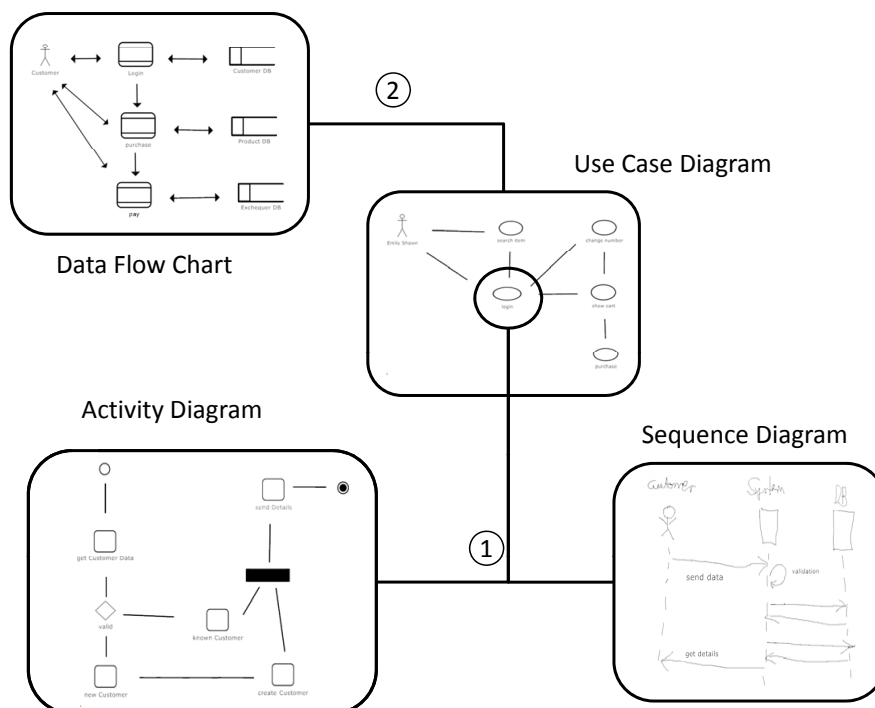 Customer
Login
Customer DB
purchase
Product DB
pay
Exchequer DB
Data Flow Chart
2
Use Case Diagram
Emily Shawn
search item
change number
login
show cart
purchase
Activity Diagram
get Customer Data
valid
new Customer
known Customer
create Customer
send Details
1
Sequence Diagram
Customer
System
DB
send data
validation
get details